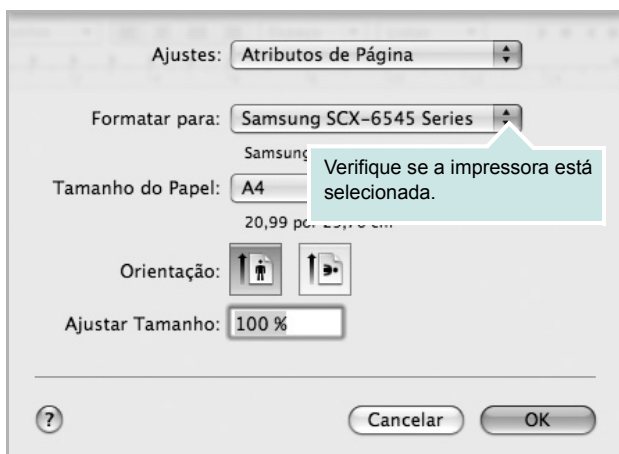 Ajustes: Atributos de Página
Formatar para: Samsung SCX-6545 Series
Samsung
Verifique se a impressora está
selecionada.
Tamanho do Papel: A4
20,99 por
Orientação:
Ajustar Tamanho: 100 %
? Cancelar OK